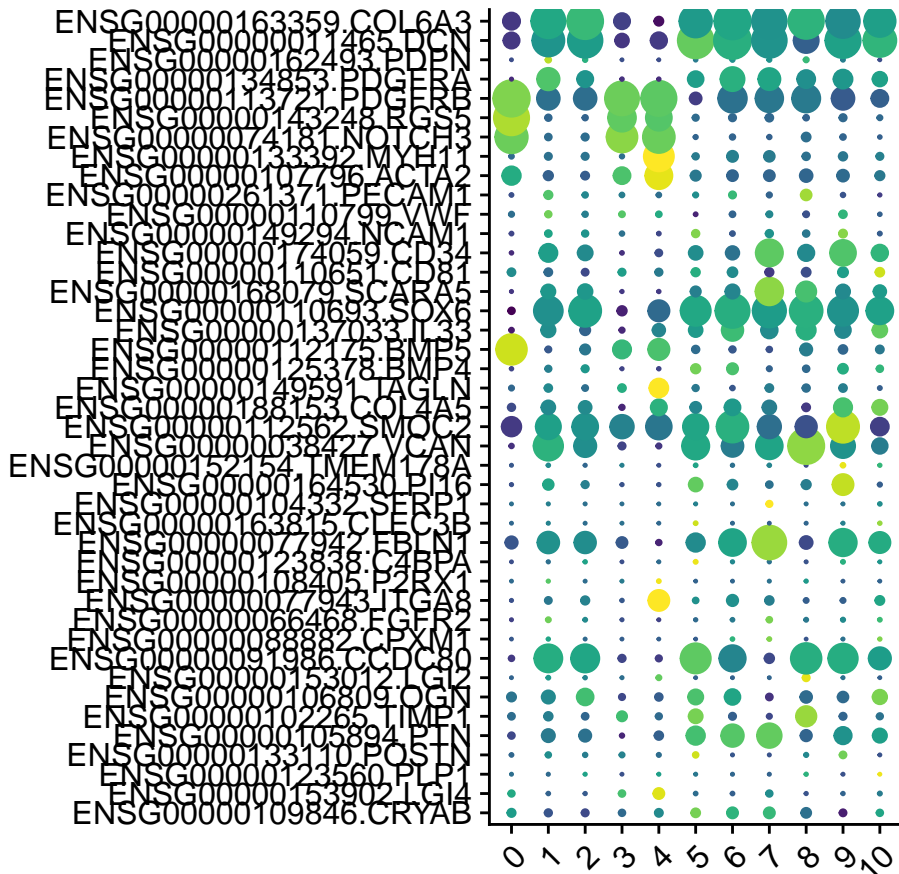 ENSG00000163359.COL6A3
ENSG00000011465.DCN
ENSG00000162493.PDPN
ENSG00000134853.PDGFRA
ENSG00000113721.PDGFRB
ENSG00000143248.RGS5
ENSG00000074181.NOTCH3
ENSG00000133392.MYH11
ENSG00000107796.ACTA2
ENSG00000261371.PECAM1
ENSG00000110799.VWF
ENSG00000149294.NCAM1
ENSG00000174059.CD34
ENSG00000110651.CD81
ENSG00000168079.SCARA5
ENSG00000110693.SOX6
ENSG00000137033.IL33
ENSG00000112175.BMP5
ENSG00000125378.BMP4
ENSG00000149591.TAGLN
ENSG00000188153.COL4A5
ENSG00000112562.SMOC2
ENSG00000038427.VCAN
ENSG00000152154.TMEM178A
ENSG00000164530.PI16
ENSG00000104332.SFRP1
ENSG00000163815.CLEC3B
ENSG00000077942.FBLN1
ENSG00000123838.C4BPA
ENSG00000108405.P2RX1
ENSG00000077943.ITGA8
ENSG00000066468.FGFR2
ENSG00000088882.CPXM1
ENSG00000091986.CCDC80
ENSG00000153012.LGI2
ENSG00000106809.OGN
ENSG00000102265.TIMP1
ENSG00000105894.PTN
ENSG00000133110.POSTN
ENSG00000123560.PLP1
ENSG00000153902.LGI4
ENSG00000109846.CRYAB
0 1 2 3 4 5 6 7 8 9 10